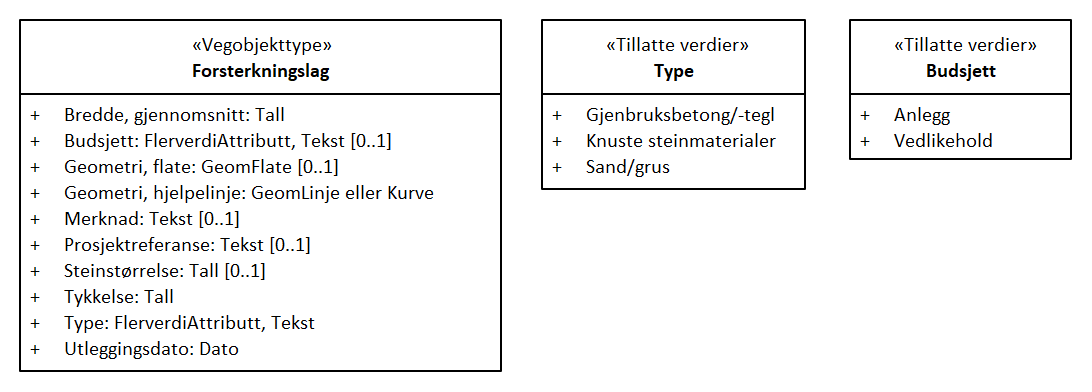 «Vegobjekttype»
Forsterkningslag
+ Bredde, gjennomsnitt: Tall
+ Budsjett: FlerverdiAttributt, Tekst [0..1]
+ Geometri, flate: GeomFlate [0..1]
+ Geometri, hjelpelinje: GeomLinje eller Kurve
+ Merknad: Tekst [0..1]
+ Prosjektreferanse: Tekst [0..1]
+ Steinstørrelse: Tall [0..1]
+ Tykkelse: Tall
+ Type: FlerverdiAttributt, Tekst
+ Utleggingsdato: Dato
«Tillatte verdier»
Type
+ Gjenbruksbetong/-tegl
+ Knuste steinmaterialer
+ Sand/grus
«Tillatte verdier»
Budsjett
+ Anlegg
+ Vedlikehold